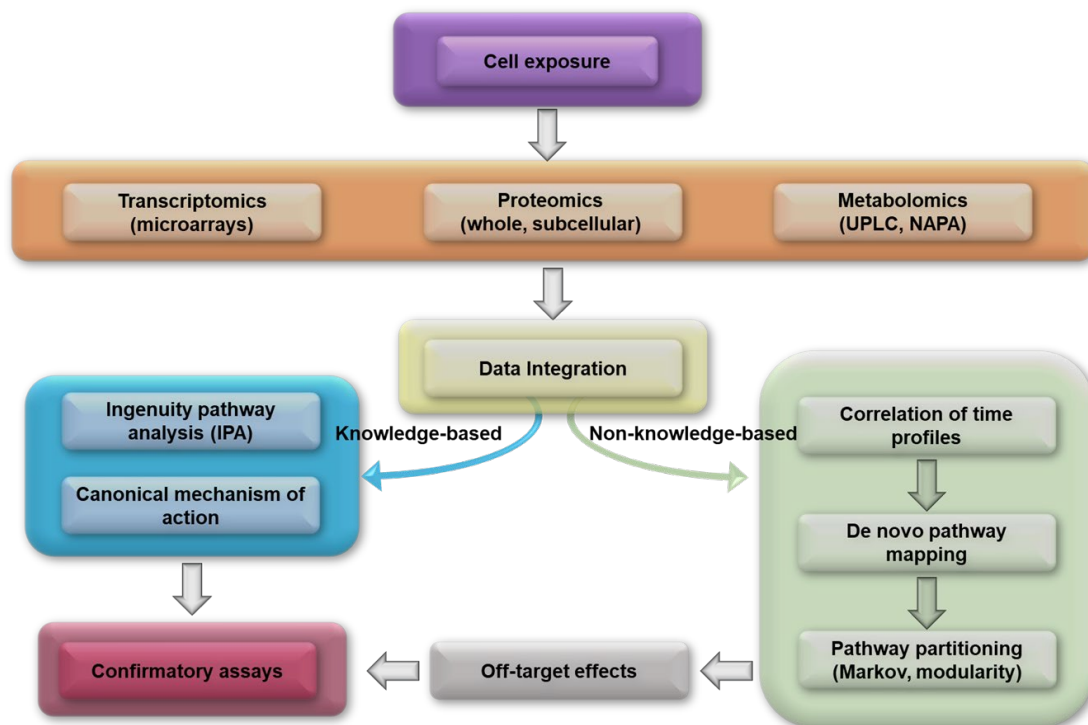 Cell exposure
Transcriptomics
(microarrays)
Proteomics
(whole, subcellular)
Metabolomics
(UPLC, NAPA)
Data Integration
Knowledge-based
Non-knowledge-based
Ingenuity pathway
analysis (IPA)
Canonical mechanism of
action
Correlation of time
profiles
De novo pathway
mapping
Pathway partitioning
(Markov, modularity)
Off-target effects
Confirmatory assays